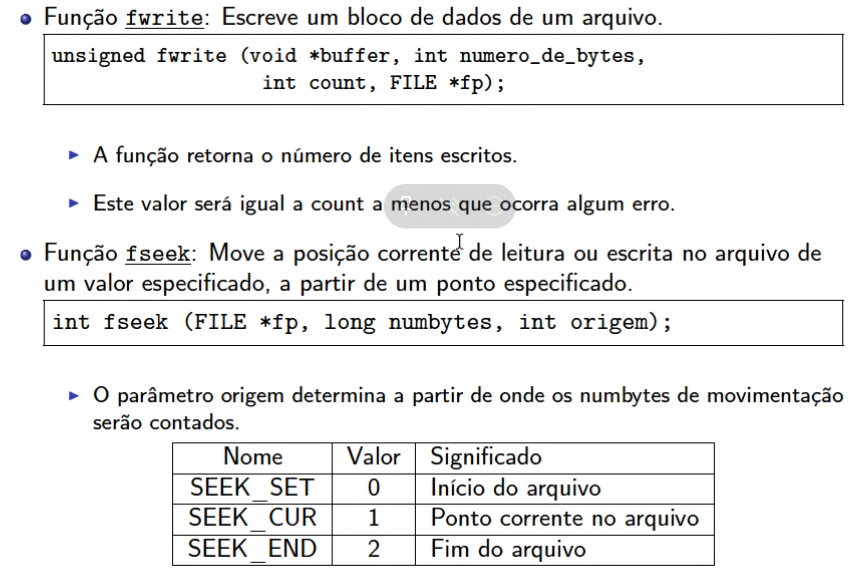 Função fwrite: Escreve um bloco de dados de um arquivo.
unsigned fwrite (void *buffer, int numero_de_bytes,
int count, FILE *fp);
A função retorna o número de itens escritos.
Este valor será igual a count a menos que ocorra algum erro.
Função fseek: Move a posição corrente de leitura ou escrita no arquivo de
um valor especificado, a partir de um ponto especificado.
int fseek (FILE *fp, long numbytes, int origem);
O parâmetro origem determina a partir de onde os numbytes de movimentação
serão contados.
Nome Valor Significado
SEEK_SET 0 Início do arquivo
SEEK_CUR 1 Ponto corrente no arquivo
SEEK_END 2 Fim do arquivo